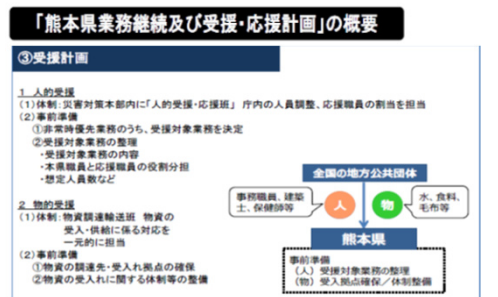 「熊本県業務継続及び受援・応援計画」の概要
③受援計画
1 人的受援
(1)体制：災害対策本部内に「人的受援・応援班」 庁内の人員調整、応援職員の割当を担当
(2)事前準備
①非常時優先業務のうち、受援対象業務を決定
②受援対象業務の整理
・受援対象業務の内容
・本県職員と応援職員の役割分担
・想定人員数など
2 物的受援
(1)体制：物資調達輸送班 物資の
受入・供給に係る対応を
一元的に担当
(2)事前準備
①物資の調達先・受入れ拠点の確保
②物資の受入れに関する体制等の整備
全国の地方公共団体
事務職員、建築
士、保健師等
人
物
水、食料、
毛布等
熊本県
事前準備
(人)受援対象業務の整理
(物)受入拠点確保／体制整備